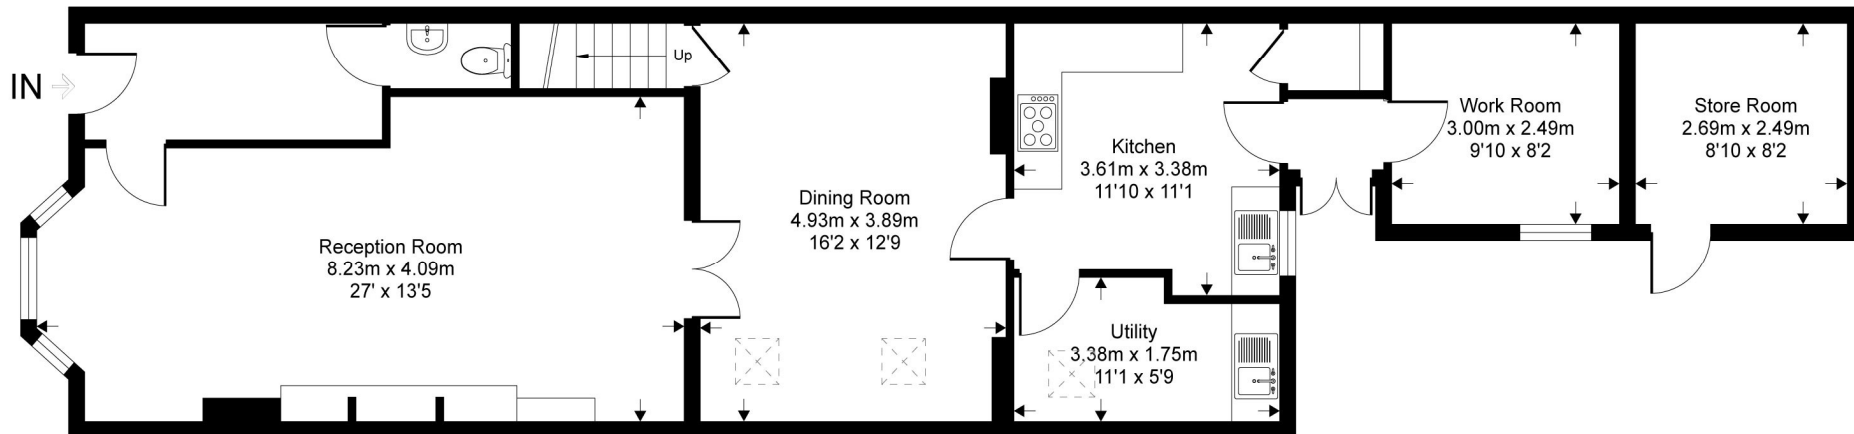 IN
Up
Reception Room
8.23m x 4.09m
27' x 13'5
Dining Room
4.93m x 3.89m
16'2 x 12'9
Kitchen
3.61m x 3.38m
11'10 x 11'1
Utility
3.38m x 1.75m
11'1 x 5'9
Work Room
3.00m x 2.49m
9'10 x 8'2
Store Room
2.69m x 2.49m
8'10 x 8'2